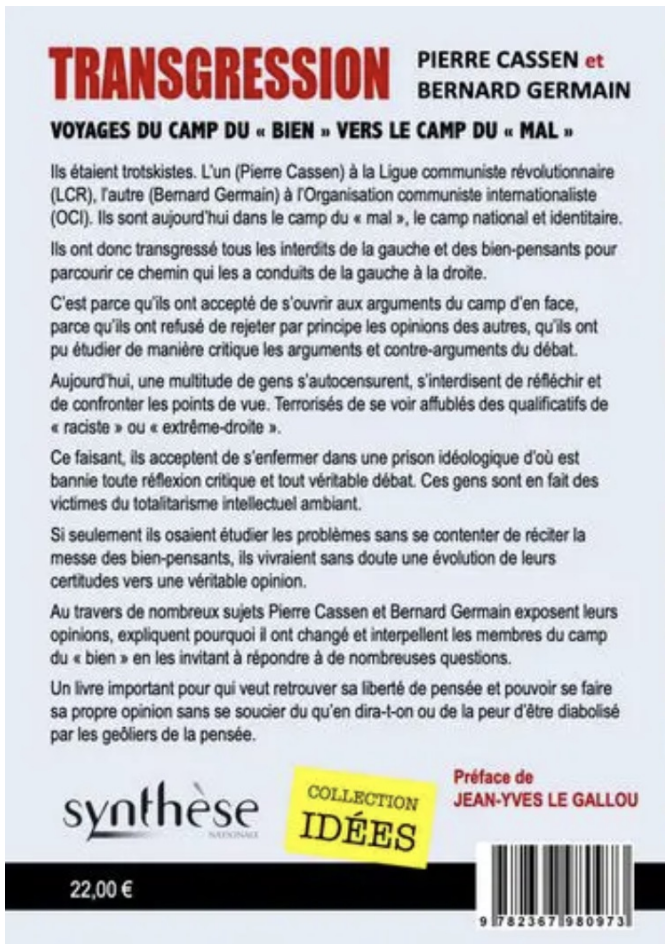 TRANSGRESSION
PIERRE CASSEN et
BERNARD GERMAIN
VOYAGES DU CAMP DU « BIEN » VERS LE CAMP DU « MAL »
Ils étaient trotskistes. L'un (Pierre Cassen) à la Ligue communiste révolutionnaire
(LCR), l'autre (Bernard Germain) à l'Organisation communiste internationaliste
(OCI). Ils sont aujourd'hui dans le camp du « mal », le camp national et identitaire.
Ils ont donc transgressé tous les interdits de la gauche et des bien-pensants pour
parcourir ce chemin qui les a conduits de la gauche à la droite.
C'est parce qu'ils ont accepté de s'ouvrir aux arguments du camp d'en face,
parce qu'ils ont refusé de rejeter par principe les opinions des autres, qu'ils ont
pu étudier de manière critique les arguments et contre-arguments du débat.
Aujourd'hui, une multitude de gens s'autocensurent, s'interdisent de réfléchir et
de confronter les points de vue. Terrorisés de se voir affublés des qualificatifs de
« raciste » ou « extrême-droite ».
Ce faisant, ils acceptent de s'enfermer dans une prison idéologique d'où est
bannie toute réflexion critique et tout véritable débat. Ces gens sont en fait des
victimes du totalitarisme intellectuel ambiant.
Si seulement ils osaient étudier les problèmes sans se contenter de réciter la
messe des bien-pensants, ils vivraient sans doute une évolution de leurs
certitudes vers une véritable opinion.
Au travers de nombreux sujets Pierre Cassen et Bernard Germain exposent leurs
opinions, expliquent pourquoi il ont changé et interpellent les membres du camp
du « bien » en les invitant à répondre à de nombreuses questions.
Un livre important pour qui veut retrouver sa liberté de pensée et pouvoir se faire
sa propre opinion sans se soucier du qu'en dira-t-on ou de la peur d'être diabolisé
par les geôliers de la pensée.
synthèse
NATIONALE
COLLECTION
IDÉES
Préface de
JEAN-YVES LE GALLOU
22,00 €
9 782367 980973